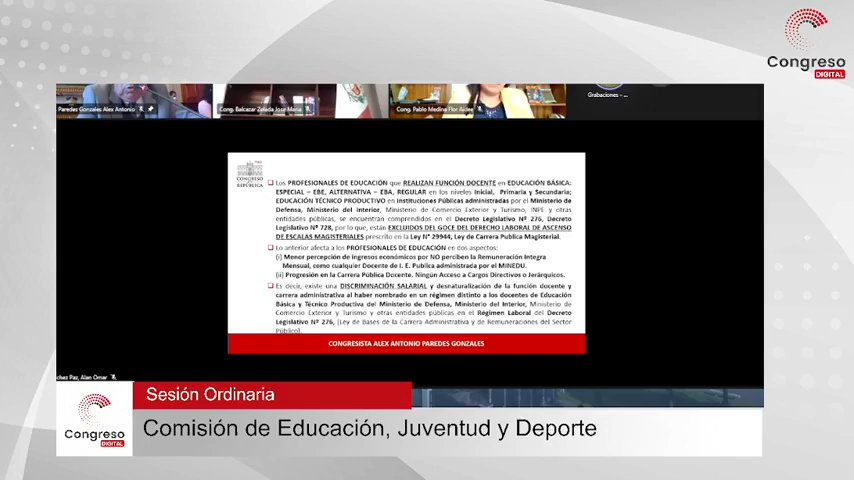 Congreso
DIGITAL
Paredes Gonzales Alex Antonio
Cong. Balcazar Zelada Jose Maria
Cong. Pablo Medina Flor Aidee
Grabaciones - ...
CONGRESO
REPÚBLICA
Los PROFESIONALES DE EDUCACIÓN que REALIZAN FUNCIÓN DOCENTE en EDUCACIÓN BÁSICA:
ESPECIAL – EBE, ALTERNATIVA – EBA, REGULAR en los niveles Inicial, Primaria y Secundaria;
EDUCACIÓN TÉCNICO PRODUCTIVO en Instituciones Públicas administradas por el Ministerio de
Defensa, Ministerio del Interior, Ministerio de Comercio Exterior y Turismo, INPE y otras
entidades públicas, se encuentran comprendidos en el Decreto Legislativo Nº 276, Decreto
Legislativo Nº 728, por lo que, están EXCLUIDOS DEL GOCE DEL DERECHO LABORAL DE ASCENSO
DE ESCALAS MAGISTERIALES prescrito en la Ley N° 29944, Ley de Carrera Publica Magisterial.
Lo anterior afecta a los PROFESIONALES DE EDUCACIÓN en dos aspectos:
(i) Menor percepción de ingresos económicos por NO perciben la Remuneración Integra
Mensual, como cualquier Docente de I. E. Publica administrada por el MINEDU.
(ii) Progresión en la Carrera Pública Docente. Ningún Acceso a Cargos Directivos o Jerárquicos.
Es decir, existe una DISCRIMINACIÓN SALARIAL y desnaturalización de la función docente y
carrera administrativa al haber nombrado en un régimen distinto a los docentes de Educación
Básica y Técnico Productiva del Ministerio de Defensa, Ministerio del Interior, Ministerio de
Comercio Exterior y Turismo y otras entidades públicas en el Régimen Laboral del Decreto
Legislativo Nº 276, [Ley de Bases de la Carrera Administrativa y de Remuneraciones del Sector
Público].
CONGRESISTA ALEX ANTONIO PAREDES GONZALES
chez Paz, Alan Omar
Sesión Ordinaria
Congreso
DIGITAL
Comisión de Educación, Juventud y Deporte